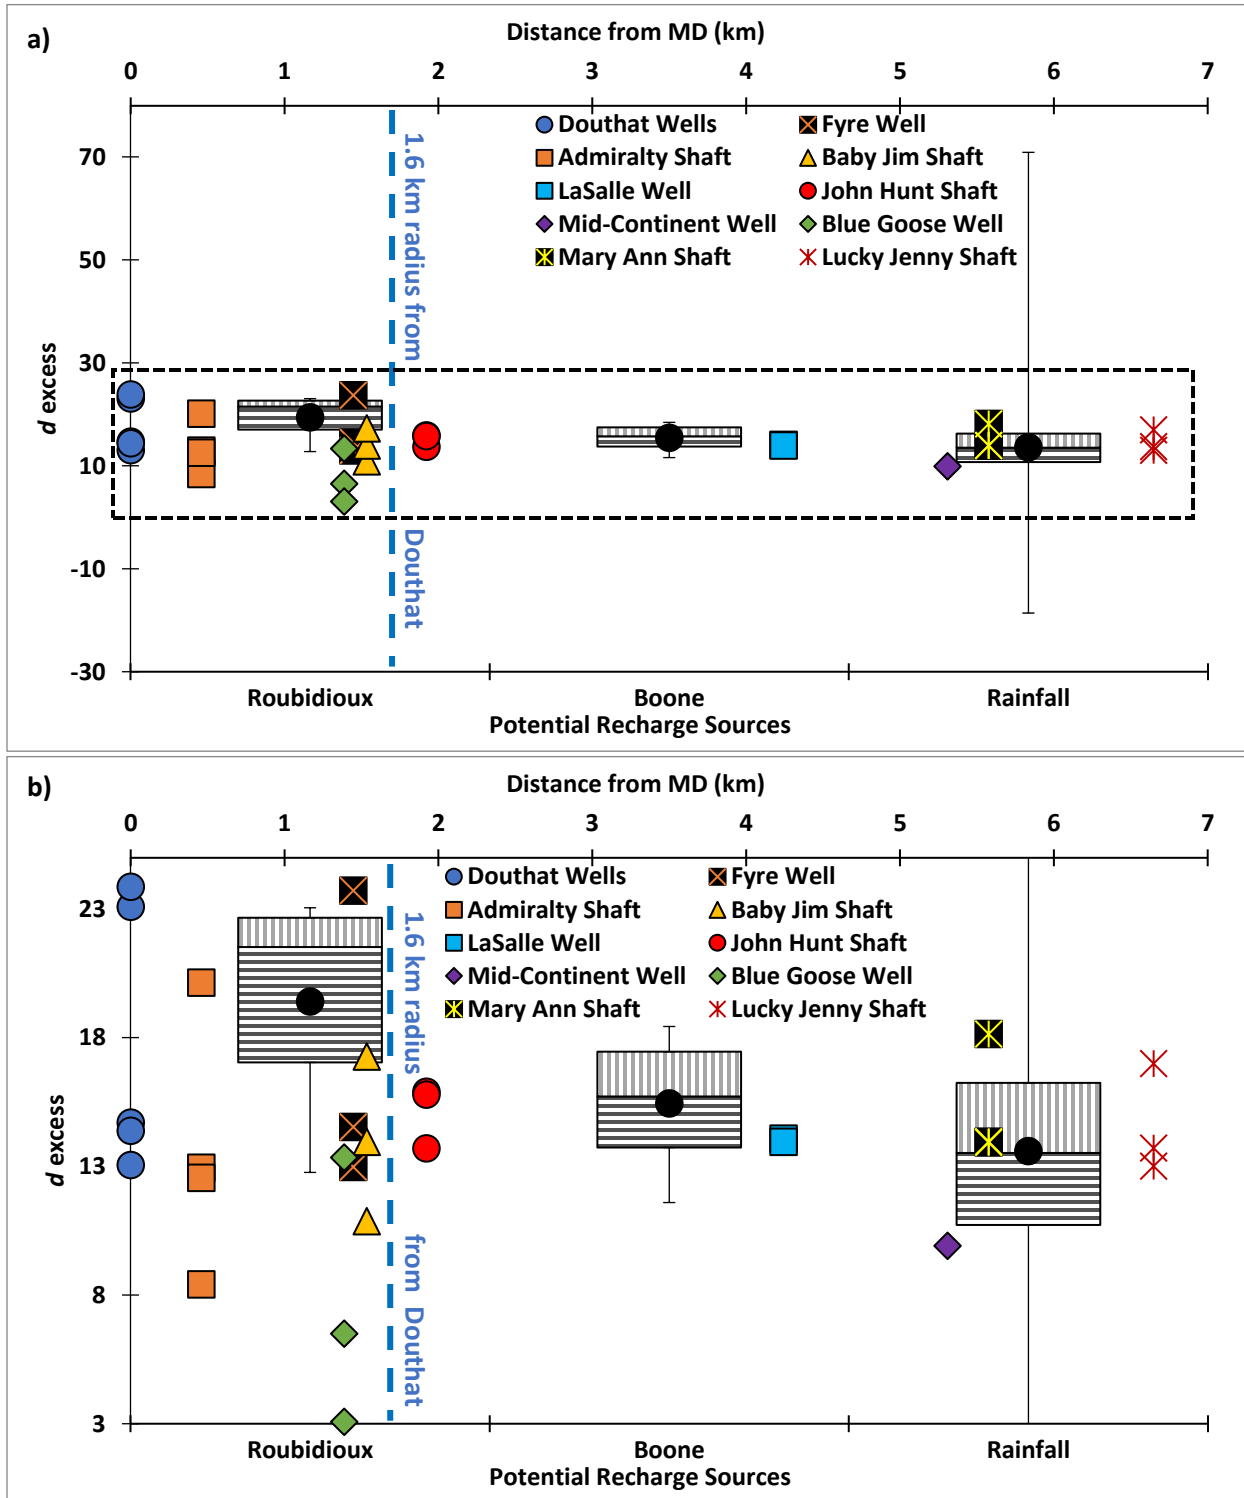 a)
Distance from MD (km)
0 1 2 3 4 5 6 7
Douthat Wells Fyre Well
Admiralty Shaft Baby Jim Shaft
LaSalle Well John Hunt Shaft
Mid-Continent Well Blue Goose Well
Mary Ann Shaft Lucky Jenny Shaft
1.6 km radius from Douthat
d excess
70
50
30
10
-10
-30
Roubidioux Boone Rainfall
Potential Recharge Sources
b)
Distance from MD (km)
0 1 2 3 4 5 6 7
Douthat Wells Fyre Well
Admiralty Shaft Baby Jim Shaft
LaSalle Well John Hunt Shaft
Mid-Continent Well Blue Goose Well
Mary Ann Shaft Lucky Jenny Shaft
1.6 km radius from Douthat
d excess
23
18
13
8
3
Roubidioux Boone Rainfall
Potential Recharge Sources